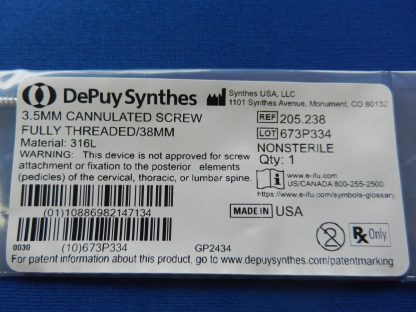 DePuy Synthes
Synthes USA, LLC
1101 Synthes Avenue, Monument, CO 80132
3.5MM CANNULATED SCREW
FULLY THREADED/38MM
Material: 316L
REF 205.238
LOT 673P334
NONSTERILE
Qty: 1
WARNING: This device is not approved for screw
attachment or fixation to the posterior elements
(pedicles) of the cervical, thoracic, or lumbar spine.
www.e-ifu.com
US/CANADA 800-255-2500
www.e-ifu.com/symbols-glossary
(01)10886982147134
MADE IN USA
0030
(10)673P334
GP2434
2
Rx Only
For patent information about this product, go to www.depuysynthes.com/patentmarking